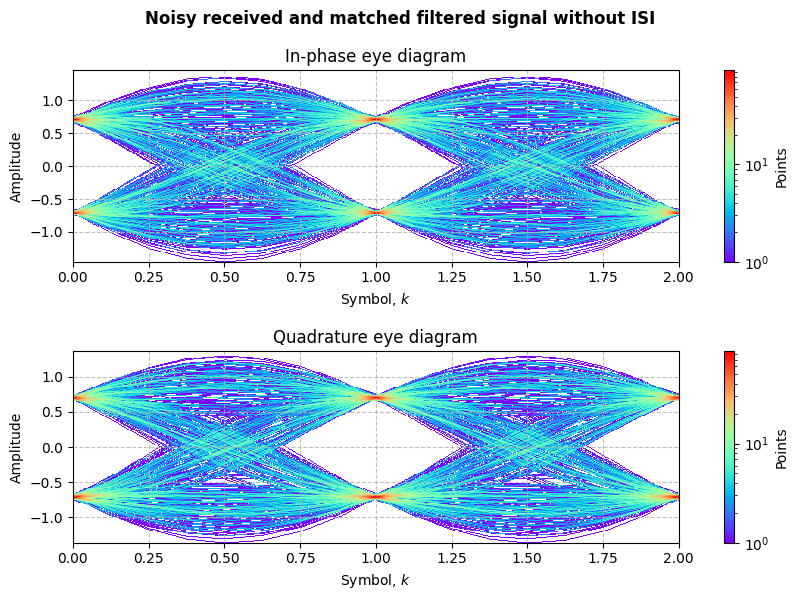 Noisy received and matched filtered signal without ISI
In-phase eye diagram
1.0
0.5
0.0
−0.5
−1.0
Amplitude
0.00 0.25 0.50 0.75 1.00 1.25 1.50 1.75 2.00
Symbol, k
10¹
10⁰
Points
Quadrature eye diagram
1.0
0.5
0.0
−0.5
−1.0
Amplitude
0.00 0.25 0.50 0.75 1.00 1.25 1.50 1.75 2.00
Symbol, k
10¹
10⁰
Points